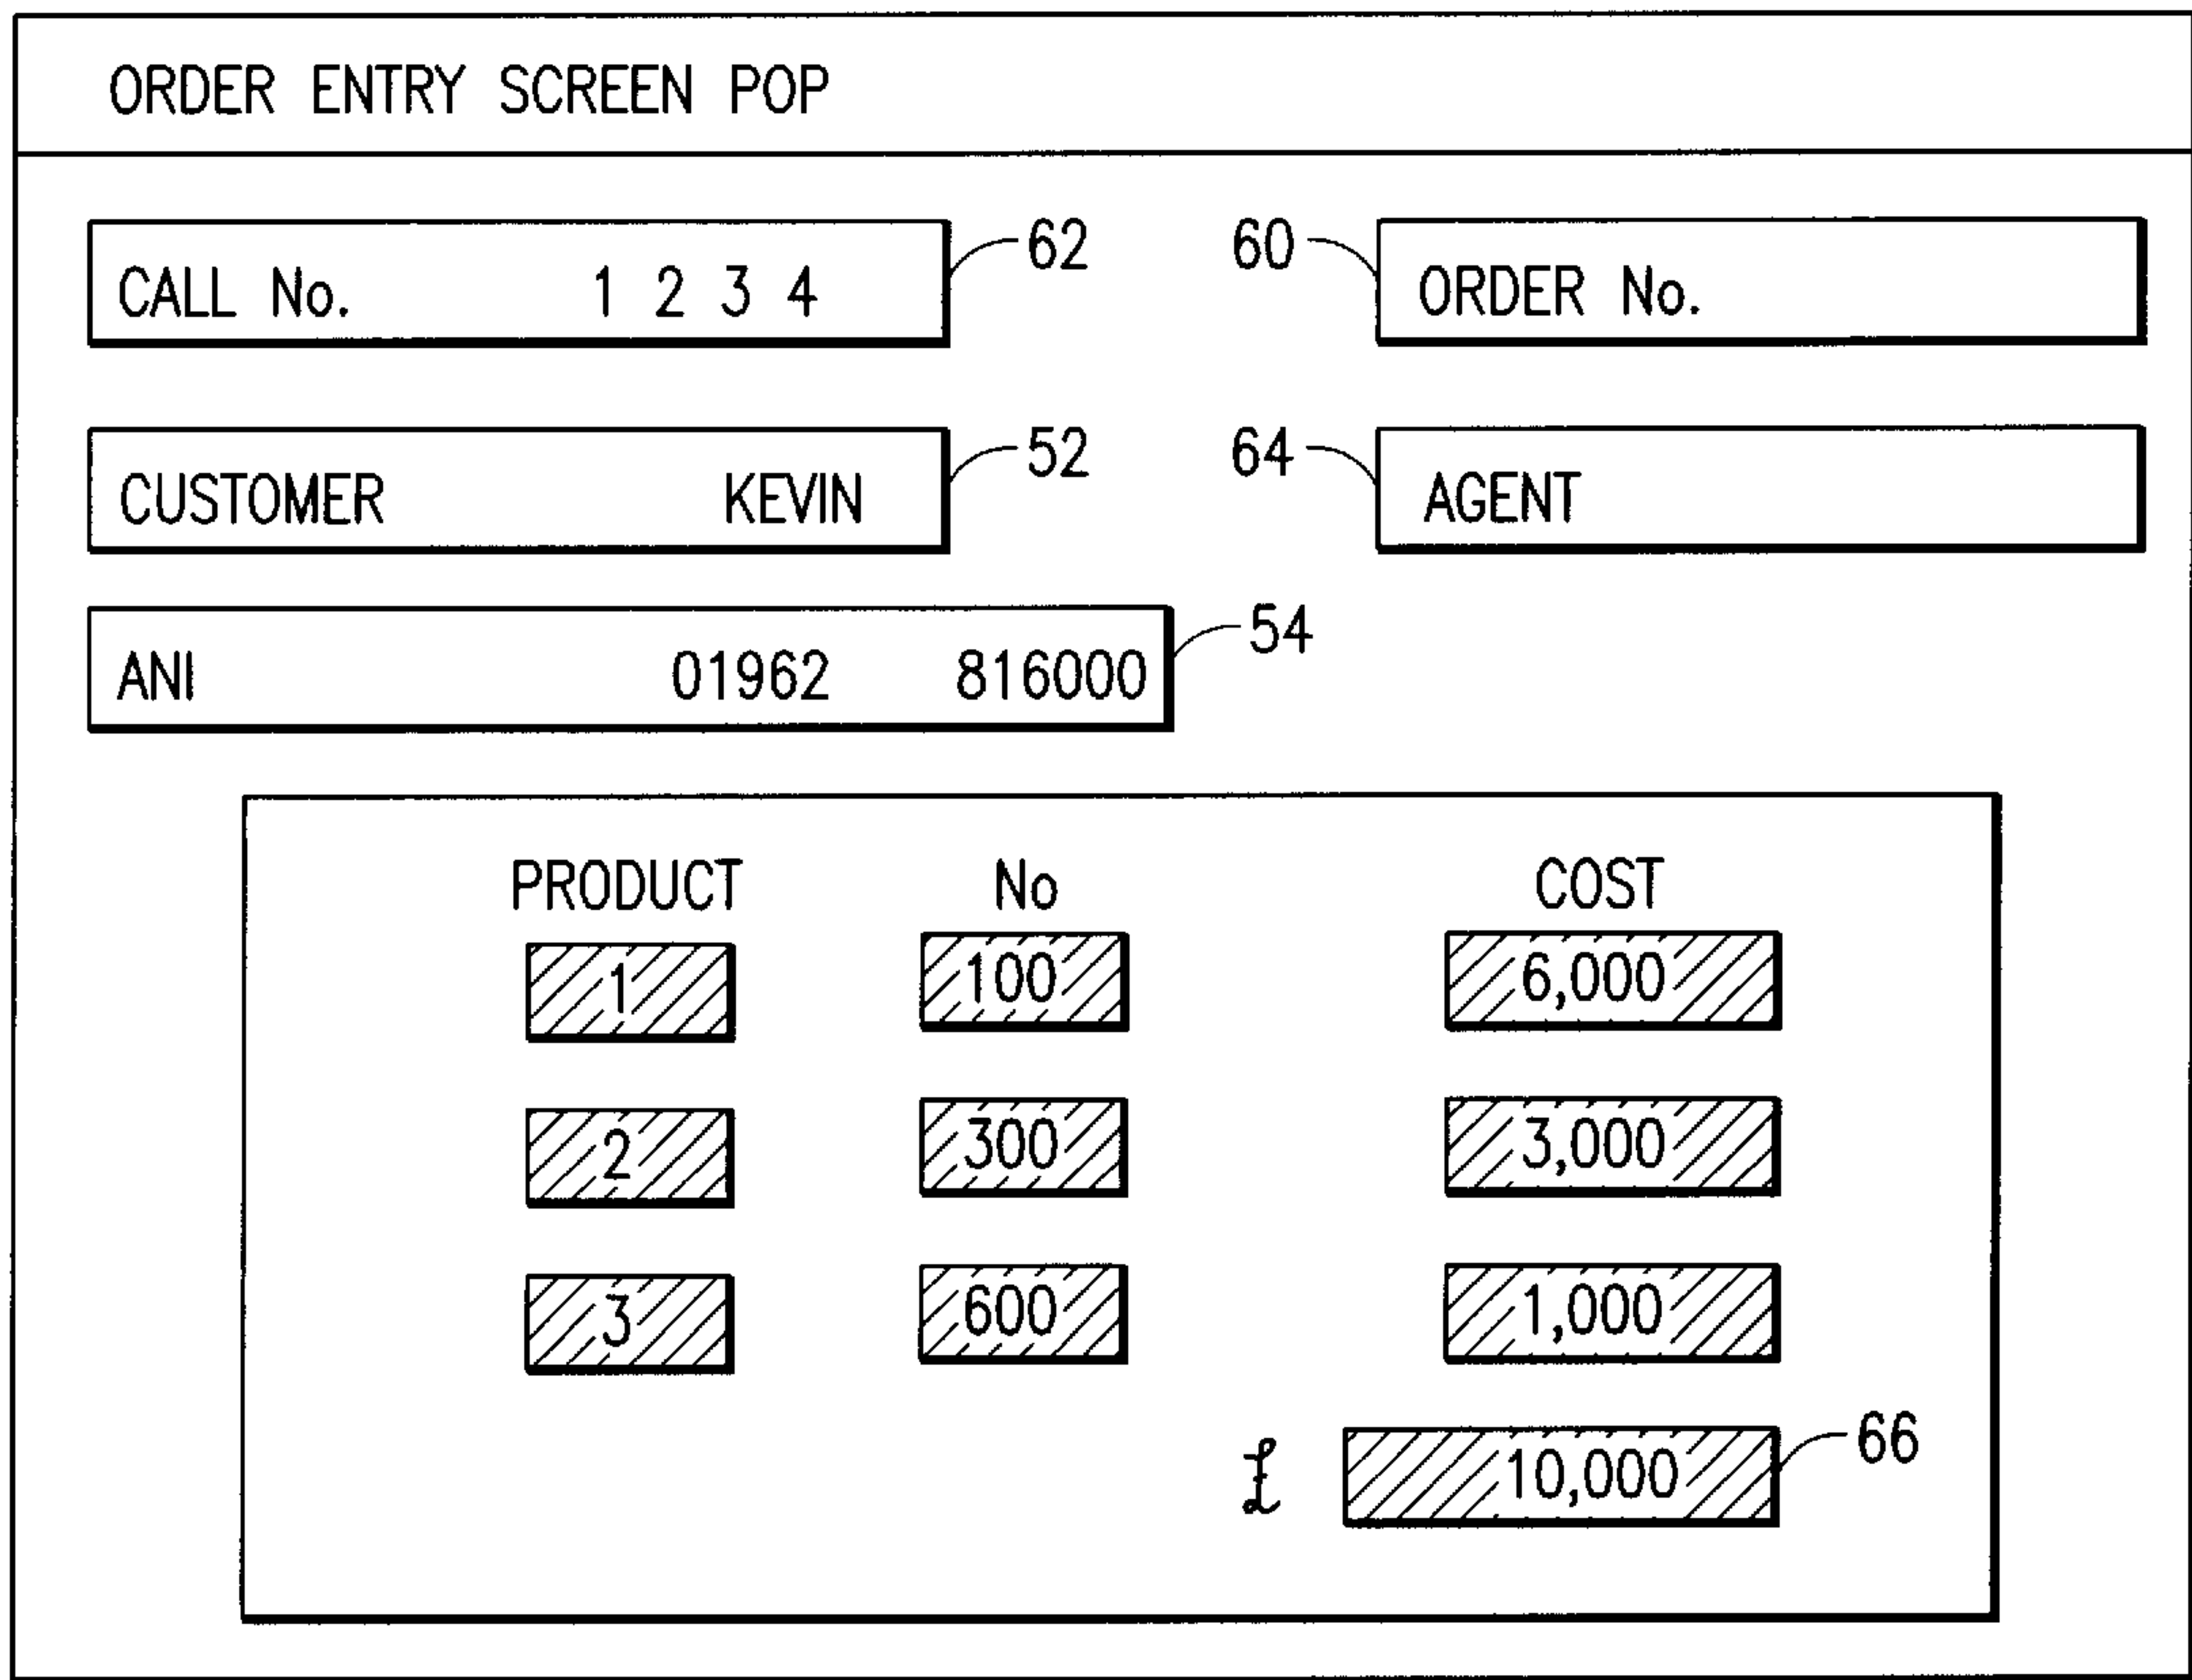 ORDER ENTRY SCREEN POP
CALL No. 1 2 3 4 62 60 ORDER No.
CUSTOMER KEVIN 52 64 AGENT
ANI 01962 816000 54
PRODUCT No COST
1 100 6,000
2 300 3,000
3 600 1,000
£ 10,000 66